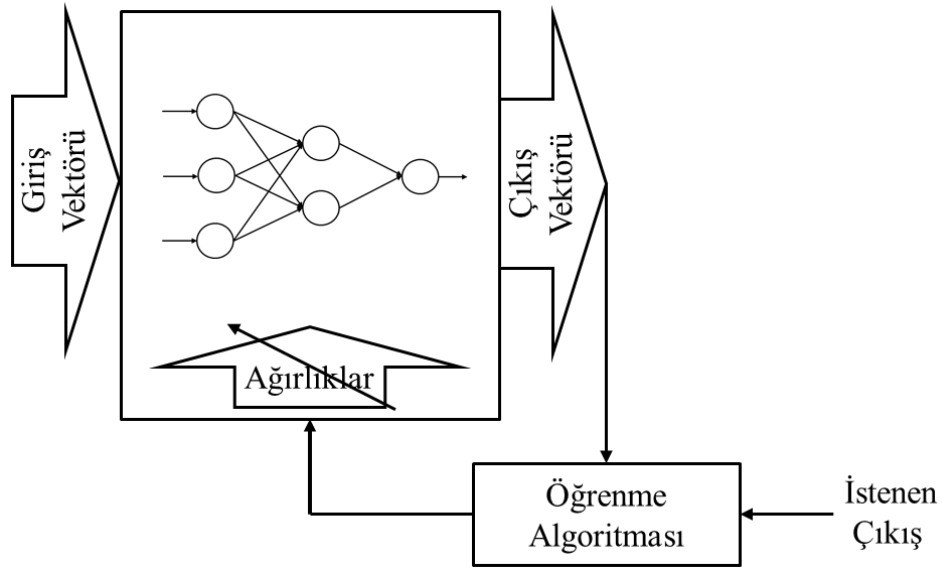 Giriş
Vektörü
Çıkış
Vektörü
Ağırlıklar
Öğrenme
Algoritması
İstenen
Çıkış